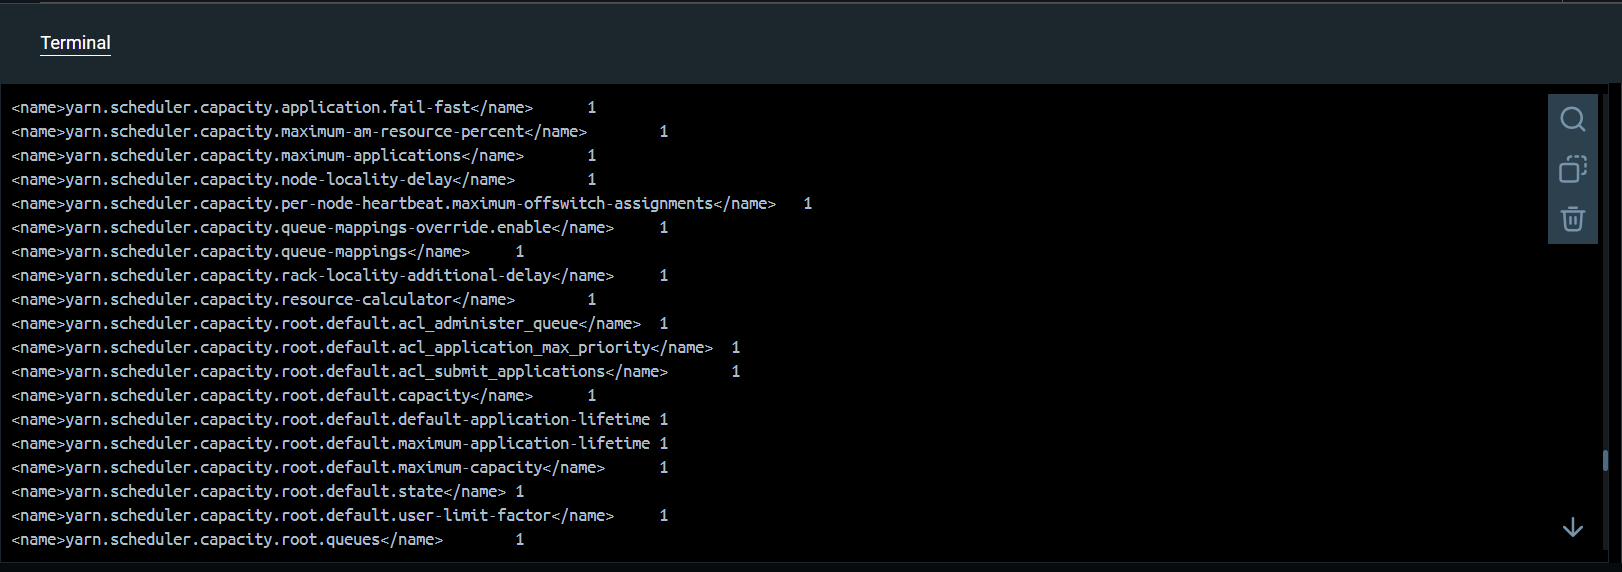 Terminal
<name>yarn.scheduler.capacity.application.fail-fast</name>	1
<name>yarn.scheduler.capacity.maximum-am-resource-percent</name>	1
<name>yarn.scheduler.capacity.maximum-applications</name>	1
<name>yarn.scheduler.capacity.node-locality-delay</name>	1
<name>yarn.scheduler.capacity.per-node-heartbeat.maximum-offswitch-assignments</name>	1
<name>yarn.scheduler.capacity.queue-mappings-override.enable</name>	1
<name>yarn.scheduler.capacity.queue-mappings</name>	1
<name>yarn.scheduler.capacity.rack-locality-additional-delay</name>	1
<name>yarn.scheduler.capacity.resource-calculator</name>	1
<name>yarn.scheduler.capacity.root.default.acl_administer_queue</name>	1
<name>yarn.scheduler.capacity.root.default.acl_application_max_priority</name>	1
<name>yarn.scheduler.capacity.root.default.acl_submit_applications</name>	1
<name>yarn.scheduler.capacity.root.default.capacity</name>	1
<name>yarn.scheduler.capacity.root.default.default-application-lifetime	1
<name>yarn.scheduler.capacity.root.default.maximum-application-lifetime	1
<name>yarn.scheduler.capacity.root.default.maximum-capacity</name>	1
<name>yarn.scheduler.capacity.root.default.state</name>	1
<name>yarn.scheduler.capacity.root.default.user-limit-factor</name>	1
<name>yarn.scheduler.capacity.root.queues</name>	1